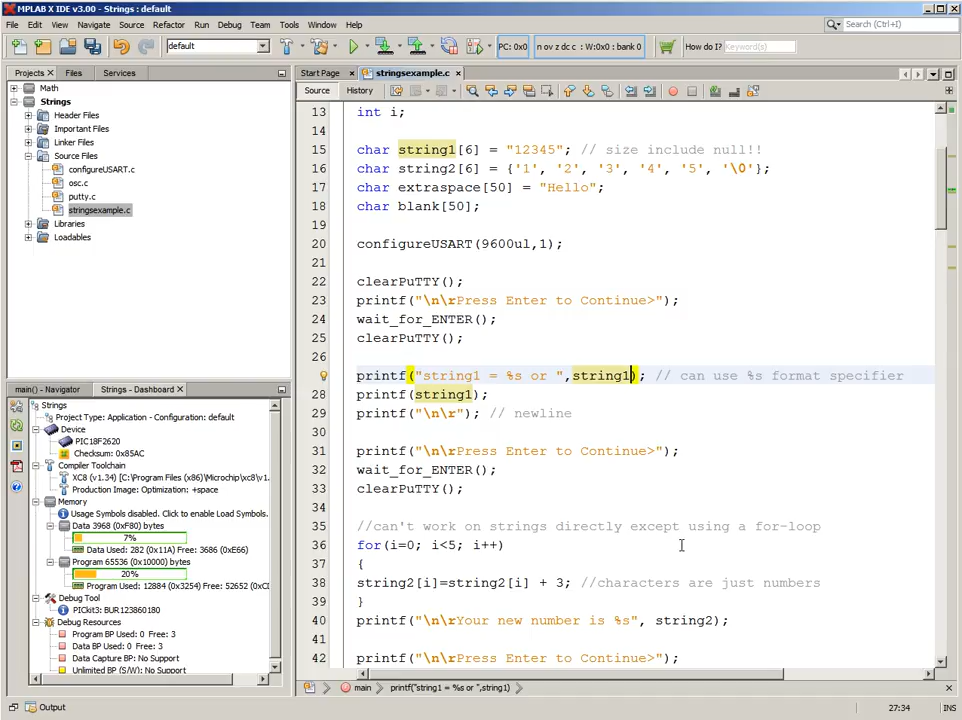 MPLAB X IDE v3.00 - Strings : default
File Edit View Navigate Source Refactor Run Debug Team Tools Window Help
Search (Ctrl+I)
default
PC: 0x0
n ov z dc c : W:0x0 : bank 0
How do I? Keyword(s)
Projects Files Services
Math
Strings
Header Files
Important Files
Linker Files
Source Files
configureUSART.c
osc.c
putty.c
stringsexample.c
Libraries
Loadables
main() - Navigator Strings - Dashboard
Strings
Project Type: Application - Configuration: default
Device
PIC18F2620
Checksum: 0x85AC
Compiler Toolchain
XC8 (v1.34) [C:\Program Files (x86)\Microchip\xc8\v1.
Production Image: Optimization: +space
Memory
Usage Symbols disabled. Click to enable Load Symbols.
Data 3968 (0xF80) bytes
7%
Data Used: 282 (0x11A) Free: 3686 (0xE66)
Program 65536 (0x10000) bytes
20%
Program Used: 12884 (0x3254) Free: 52652 (0xC
Debug Tool
PICkit3: BUR123860180
Debug Resources
Program BP Used: 0 Free: 3
Data BP Used: 0 Free: 3
Data Capture BP: No Support
Unlimited BP (S/W): No Support
Start Page stringsexample.c
Source History
13 int i;
14
15 char string1[6] = "12345"; // size include null!!
16 char string2[6] = {'1', '2', '3', '4', '5', '\0'};
17 char extraspace[50] = "Hello";
18 char blank[50];
19
20 configureUSART(9600ul,1);
21
22 clearPuTTY();
23 printf("\n\rPress Enter to Continue>");
24 wait_for_ENTER();
25 clearPuTTY();
26
printf("string1 = %s or ",string1); // can use %s format specifier
28 printf(string1);
29 printf("\n\r"); // newline
30
31 printf("\n\rPress Enter to Continue>");
32 wait_for_ENTER();
33 clearPuTTY();
34
35 //can't work on strings directly except using a for-loop
36 for(i=0; i<5; i++)
37 {
38 string2[i]=string2[i] + 3; //characters are just numbers
39 }
40 printf("\n\rYour new number is %s", string2);
41
42 printf("\n\rPress Enter to Continue>");
main printf("string1 = %s or ",string1)
Output
27:34 INS